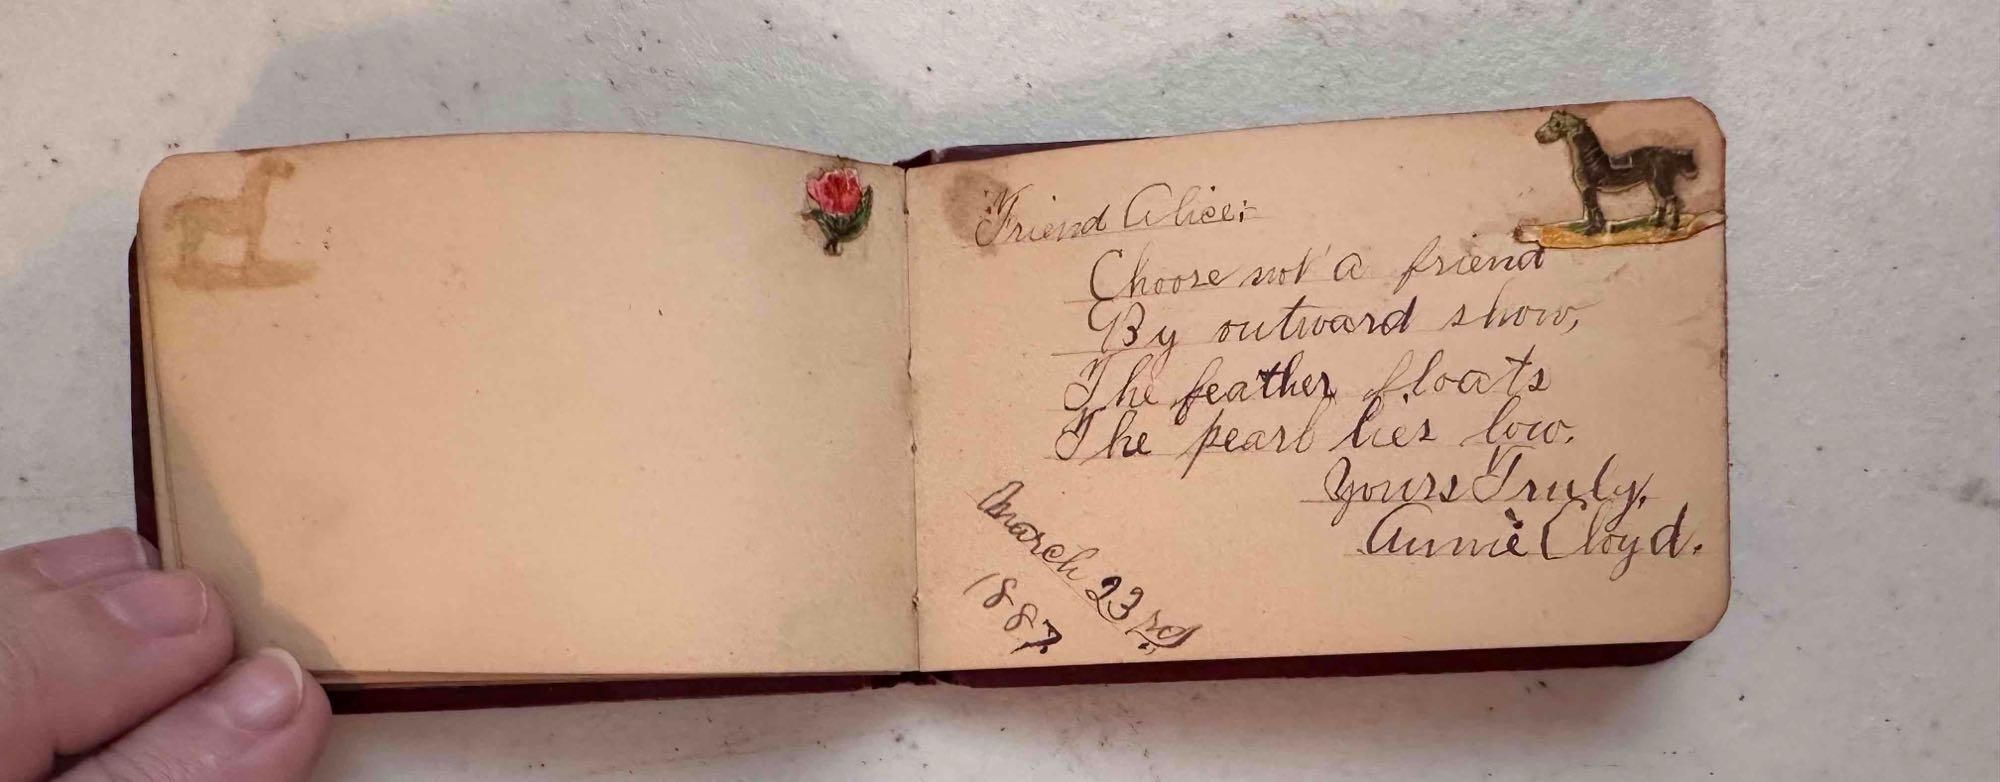 Friend Alice:
Choose not a friend
By outward show,
The feather floats
The pearl lies low.
Yours Truly,
Annie Cloyd.
March 23rd
1887.